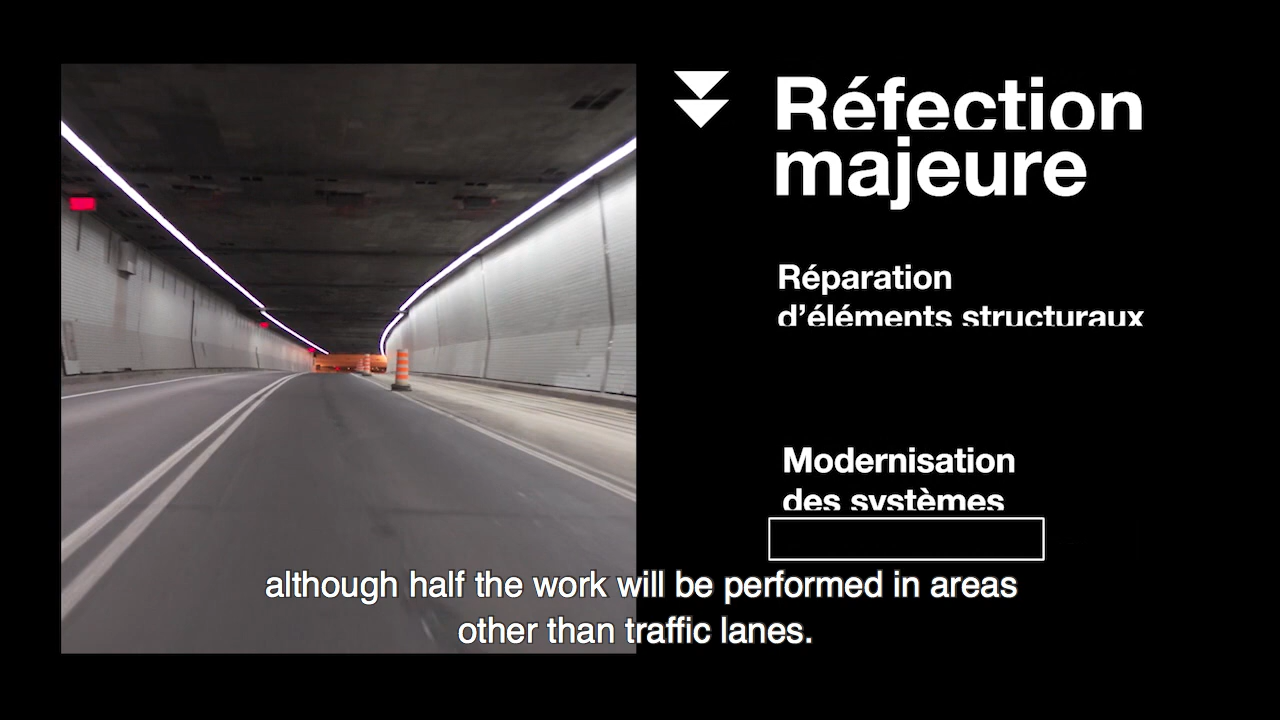 Réfection
majeure
Réparation
d’éléments structuraux
Modernisation
des systèmes
although half the work will be performed in areas
other than traffic lanes.